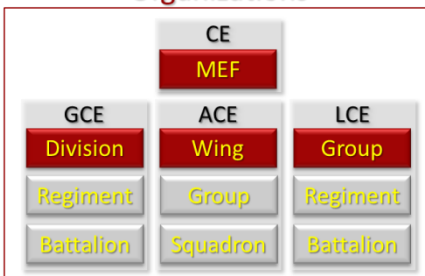 CE
MEF
GCE ACE LCE
Division Wing Group
Regiment Group Regiment
Battalion Squadron Battalion